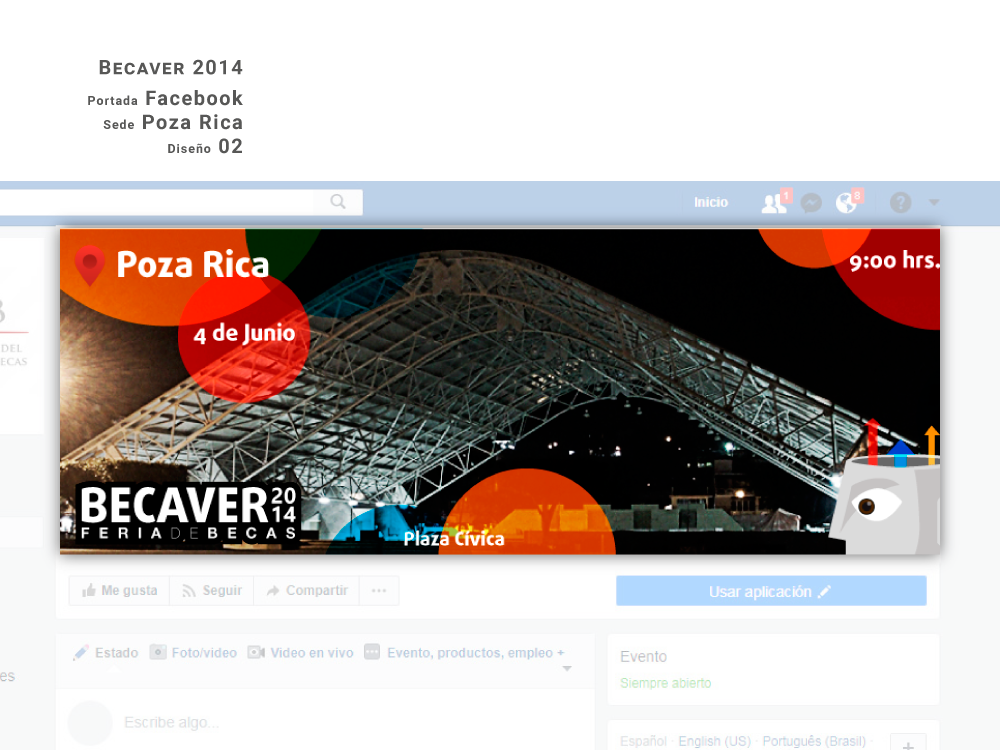 BECAVER 2014
Portada Facebook
Sede Poza Rica
Diseño 02
Inicio
1
8
?
Poza Rica
9:00 hrs.
4 de Junio
DEL
ECAS
BECAVER 20 14
FERIA D,E BECAS
Plaza Cívica
Me gusta
Seguir
Compartir
Usar aplicación
Estado
Foto/video
Video en vivo
Evento, productos, empleo +
Evento
es
Siempre abierto
Escribe algo...
Español · English (US) · Português (Brasil) ·
+